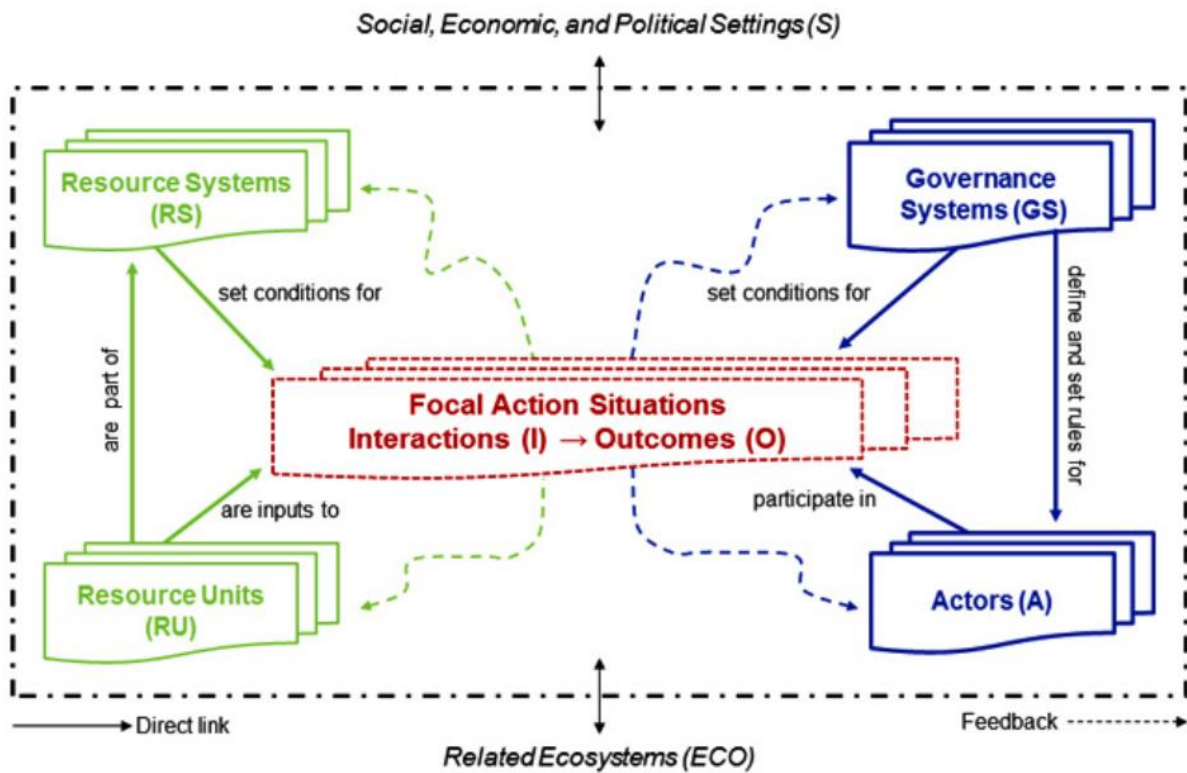 Social, Economic, and Political Settings (S)
Resource Systems
(RS)
Governance
Systems (GS)
set conditions for
set conditions for
are part of
define and set rules for
Focal Action Situations
Interactions (I) → Outcomes (O)
are inputs to
participate in
Resource Units
(RU)
Actors (A)
Direct link
Feedback
Related Ecosystems (ECO)